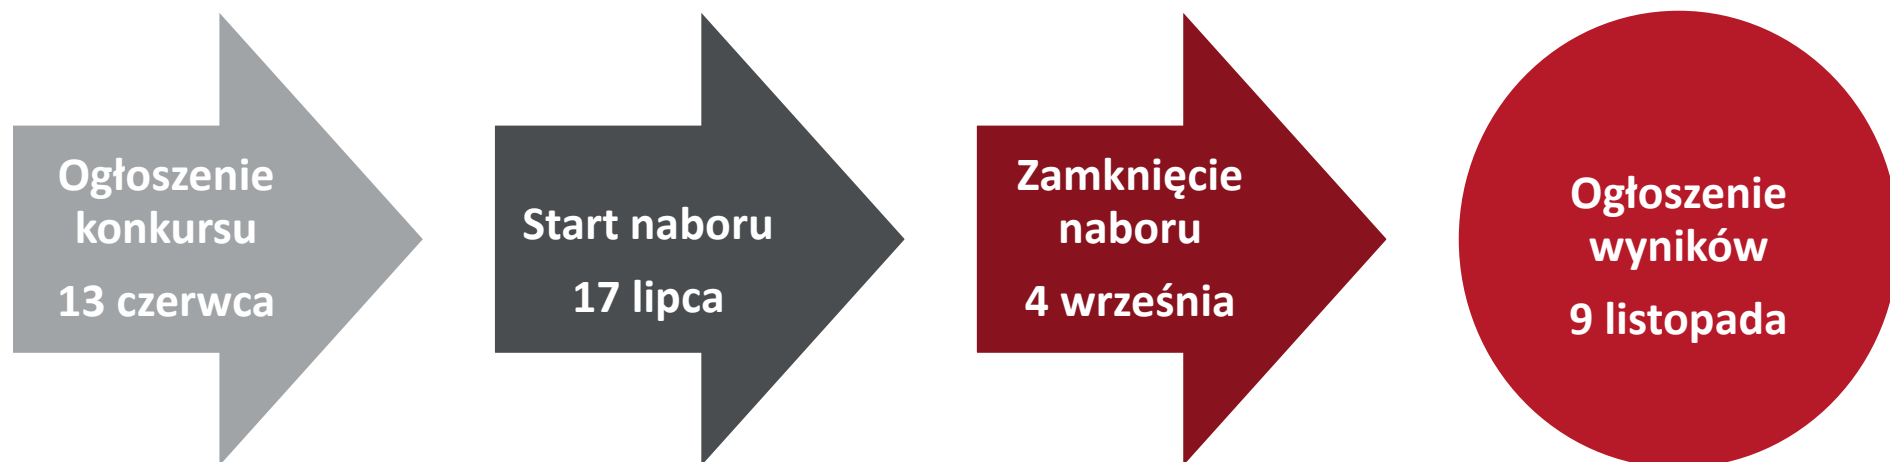 Ogłoszenie
konkursu
13 czerwca
Start naboru
17 lipca
Zamknięcie
naboru
4 września
Ogłoszenie
wyników
9 listopada